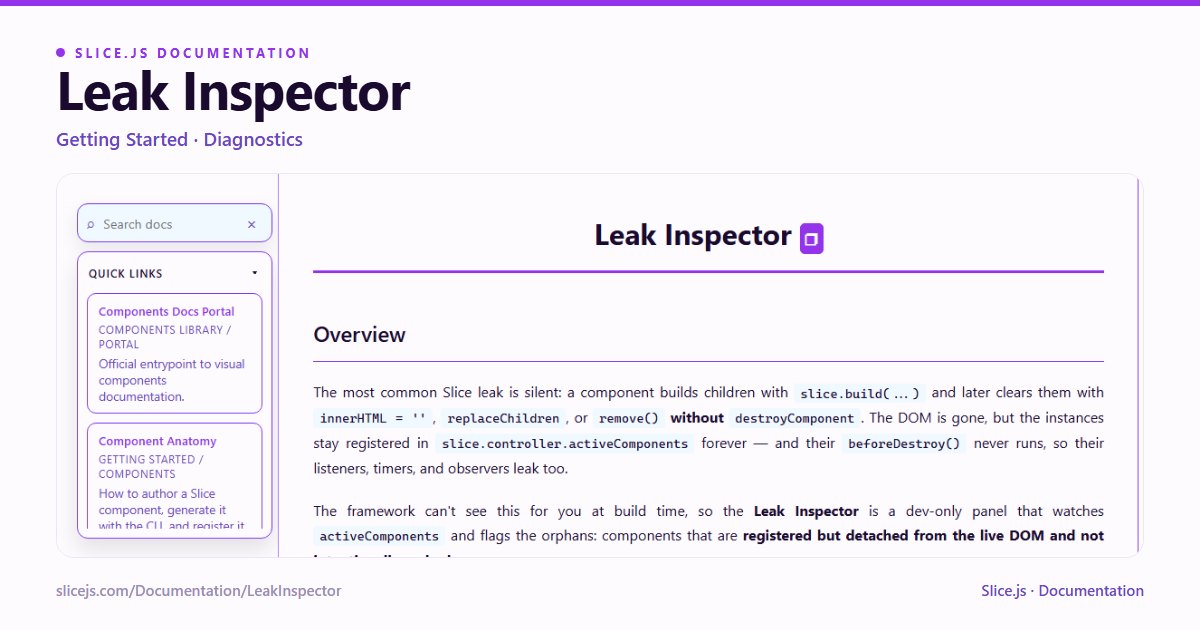 SLICE.JS DOCUMENTATION
Leak Inspector
Getting Started · Diagnostics
Search docs
QUICK LINKS
Components Docs Portal
COMPONENTS LIBRARY /
PORTAL
Official entrypoint to visual
components
documentation.
Component Anatomy
GETTING STARTED /
COMPONENTS
How to author a Slice
component, generate it
with the CLI, and register it
Leak Inspector
Overview
The most common Slice leak is silent: a component builds children with slice.build(...) and later clears them with
innerHTML = '' , replaceChildren , or remove() without destroyComponent . The DOM is gone, but the instances
stay registered in slice.controller.activeComponents forever — and their beforeDestroy() never runs, so their
listeners, timers, and observers leak too.
The framework can't see this for you at build time, so the Leak Inspector is a dev-only panel that watches
activeComponents and flags the orphans: components that are registered but detached from the live DOM and not
slicejs.com/Documentation/LeakInspector
Slice.js · Documentation